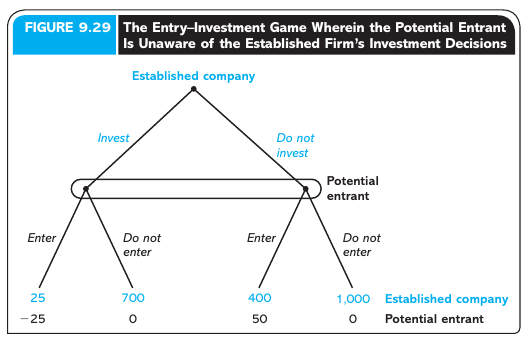 FIGURE 9.29 The Entry–Investment Game Wherein the Potential Entrant
Is Unaware of the Established Firm's Investment Decisions
Established company
Invest
Do not
invest
Potential
entrant
Enter
Do not
enter
Enter
Do not
enter
25 700 400 1,000 Established company
−25 0 50 0 Potential entrant